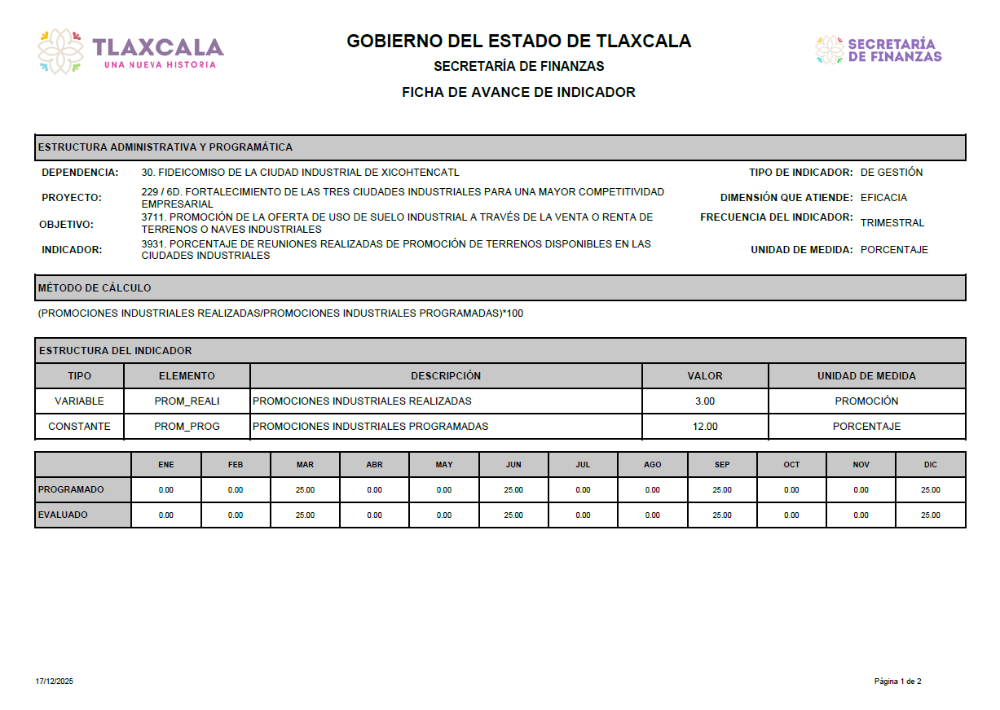 TLAXCALA
UNA NUEVA HISTORIA
GOBIERNO DEL ESTADO DE TLAXCALA
SECRETARÍA DE FINANZAS
FICHA DE AVANCE DE INDICADOR
SECRETARÍA
DE FINANZAS
ESTRUCTURA ADMINISTRATIVA Y PROGRAMÁTICA
DEPENDENCIA: 30. FIDEICOMISO DE LA CIUDAD INDUSTRIAL DE XICOHTENCATL TIPO DE INDICADOR: DE GESTIÓN
PROYECTO: 229 / 6D. FORTALECIMIENTO DE LAS TRES CIUDADES INDUSTRIALES PARA UNA MAYOR COMPETITIVIDAD
EMPRESARIAL DIMENSIÓN QUE ATIENDE: EFICACIA
OBJETIVO: 3711. PROMOCIÓN DE LA OFERTA DE USO DE SUELO INDUSTRIAL A TRAVÉS DE LA VENTA O RENTA DE
TERRENOS O NAVES INDUSTRIALES FRECUENCIA DEL INDICADOR: TRIMESTRAL
INDICADOR: 3931. PORCENTAJE DE REUNIONES REALIZADAS DE PROMOCIÓN DE TERRENOS DISPONIBLES EN LAS
CIUDADES INDUSTRIALES UNIDAD DE MEDIDA: PORCENTAJE
MÉTODO DE CÁLCULO
(PROMOCIONES INDUSTRIALES REALIZADAS/PROMOCIONES INDUSTRIALES PROGRAMADAS)*100
ESTRUCTURA DEL INDICADOR
TIPO ELEMENTO DESCRIPCIÓN VALOR UNIDAD DE MEDIDA
VARIABLE PROM_REALI PROMOCIONES INDUSTRIALES REALIZADAS 3.00 PROMOCIÓN
CONSTANTE PROM_PROG PROMOCIONES INDUSTRIALES PROGRAMADAS 12.00 PORCENTAJE
ENE FEB MAR ABR MAY JUN JUL AGO SEP OCT NOV DIC
PROGRAMADO 0.00 0.00 25.00 0.00 0.00 25.00 0.00 0.00 25.00 0.00 0.00 25.00
EVALUADO 0.00 0.00 25.00 0.00 0.00 25.00 0.00 0.00 25.00 0.00 0.00 25.00
17/12/2025 Página 1 de 2